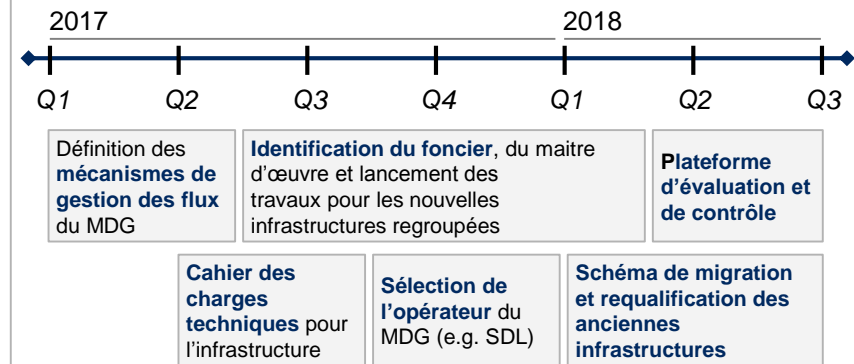 2017 2018
Q1 Q2 Q3 Q4 Q1 Q2 Q3
Définition des
mécanismes de
gestion des flux
du MDG
Identification du foncier, du maitre
d’œuvre et lancement des
travaux pour les nouvelles
infrastructures regroupées
Plateforme
d’évaluation et
de contrôle
Cahier des
charges
techniques pour
l’infrastructure
Sélection de
l’opérateur du
MDG (e.g. SDL)
Schéma de migration
et requalification des
anciennes
infrastructures